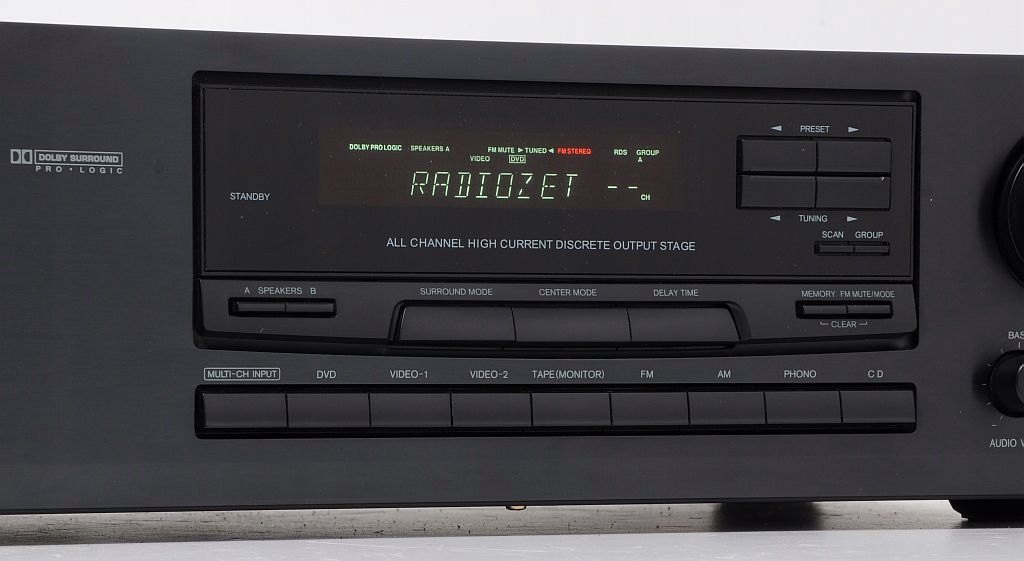 DOLBY SURROUND
PRO · LOGIC
STANDBY
DOLBY PRO LOGIC SPEAKERS A FM MUTE ▶ TUNED ◀ FM STEREO RDS GROUP
VIDEO DVD A
RADIOZET -- CH
ALL CHANNEL HIGH CURRENT DISCRETE OUTPUT STAGE
◀ PRESET ▶
◀ TUNING ▶
SCAN GROUP
A SPEAKERS B
SURROUND MODE CENTER MODE DELAY TIME
MEMORY FM MUTE/MODE
CLEAR
MULTI-CH INPUT DVD VIDEO-1 VIDEO-2 TAPE(MONITOR) FM AM PHONO CD
BAS
AUDIO